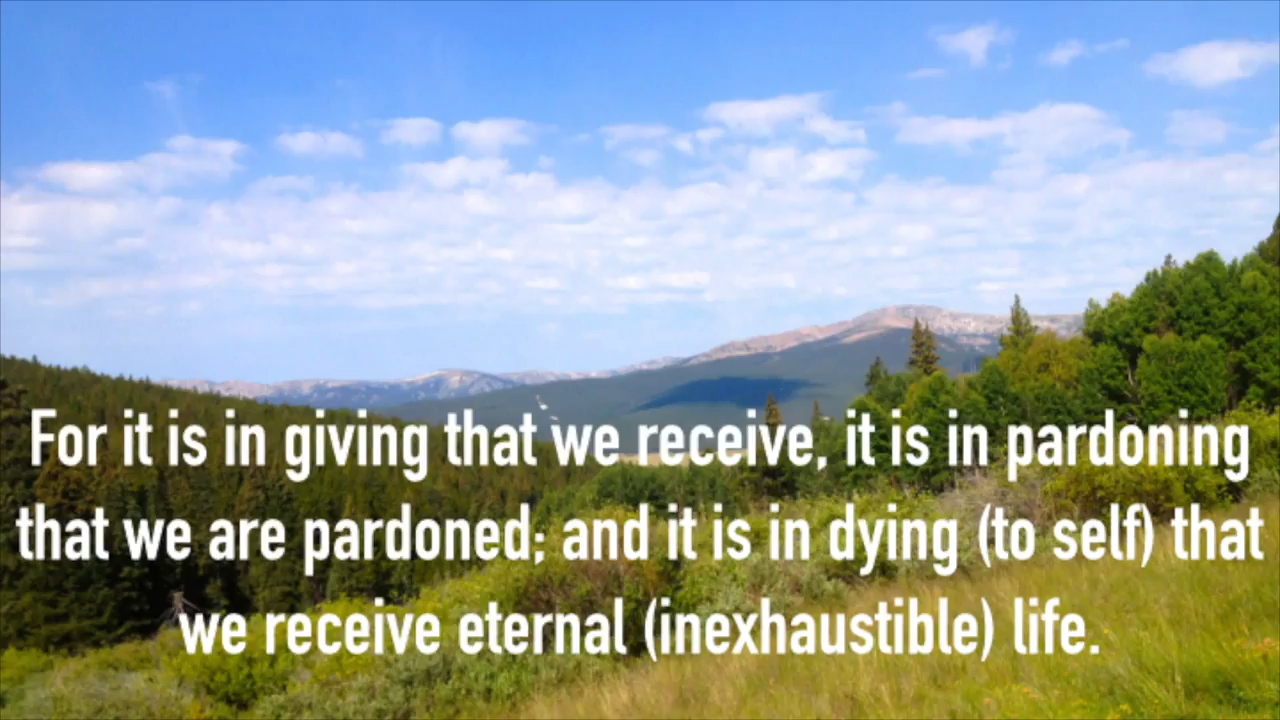 For it is in giving that we receive, it is in pardoning
that we are pardoned; and it is in dying (to self) that
we receive eternal (inexhaustible) life.